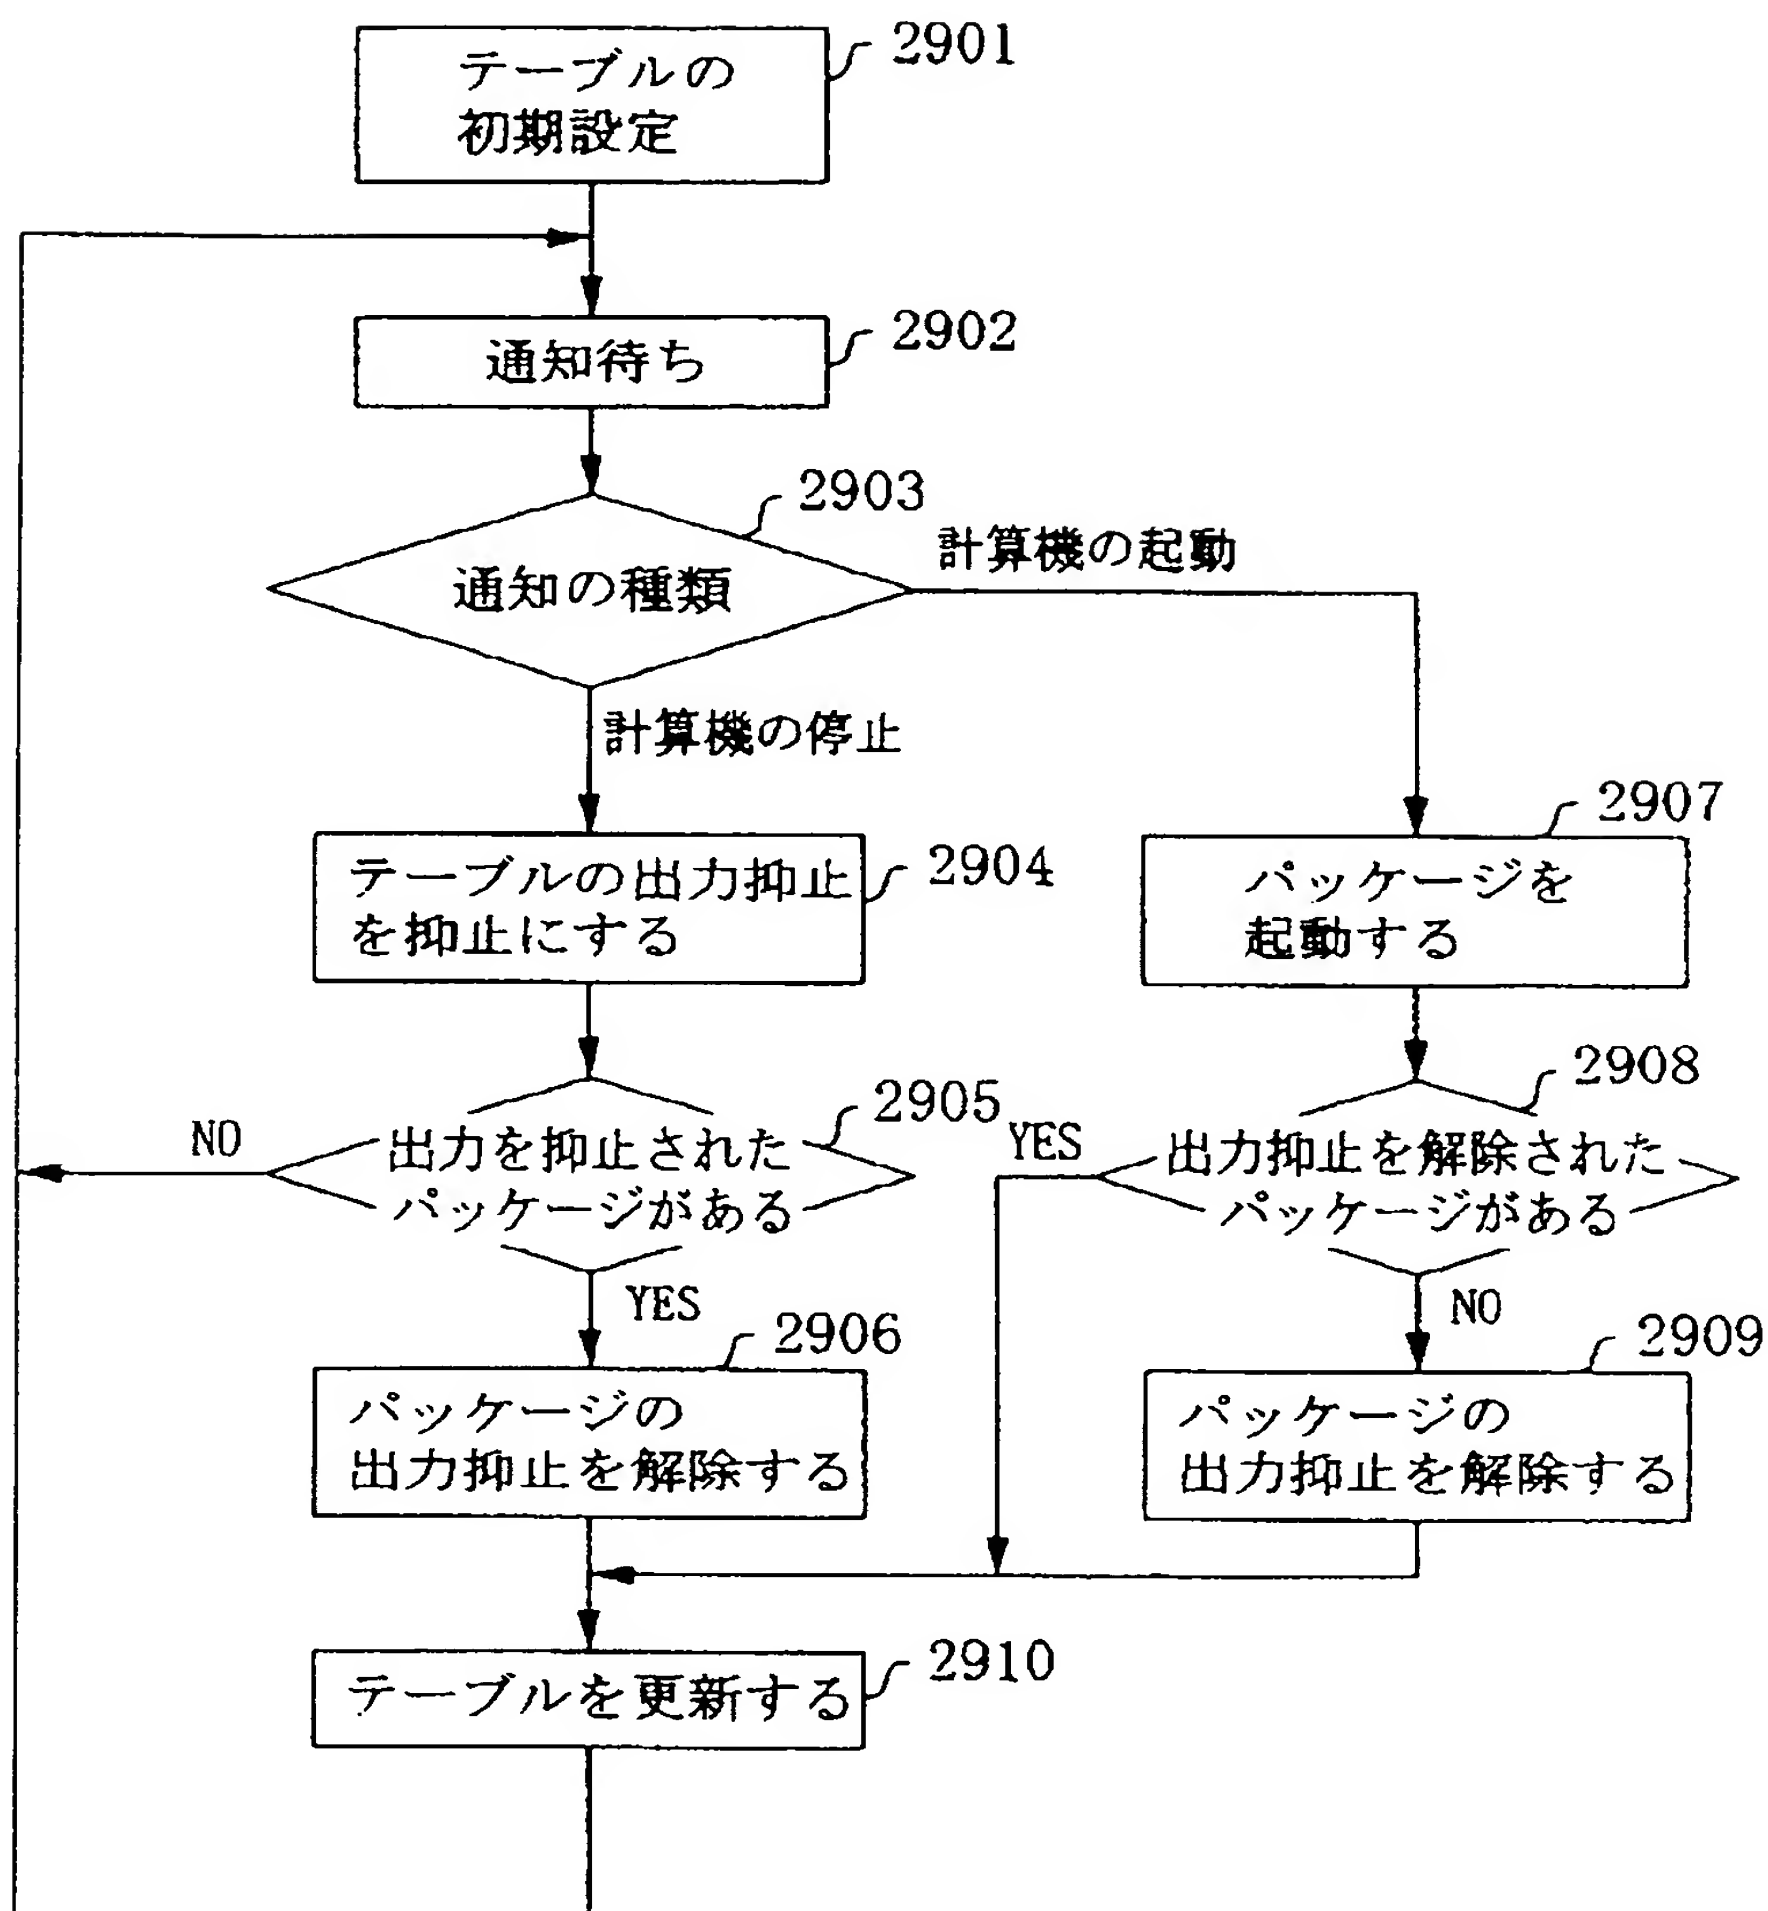 テーブルの
初期設定
2901
通知待ち
2902
2903
通知の種類
計算機の起動
計算機の停止
テーブルの出力抑止
を抑止にする
2904
2907
パッケージを
起動する
2905
NO
出力を抑止された
パッケージがある
YES
2908
YES
出力抑止を解除された
パッケージがある
NO
2906
パッケージの
出力抑止を解除する
2909
パッケージの
出力抑止を解除する
2910
テーブルを更新する